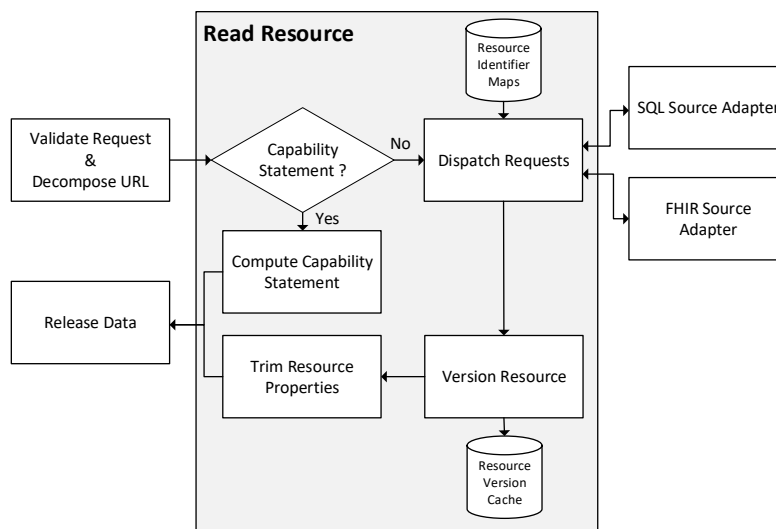 Read Resource
Resource
Identifier
Maps
SQL Source Adapter
Validate Request
&
Decompose URL
Capability
Statement ?
No
Dispatch Requests
FHIR Source
Adapter
Yes
Compute Capability
Statement
Release Data
Trim Resource
Properties
Version Resource
Resource
Version
Cache